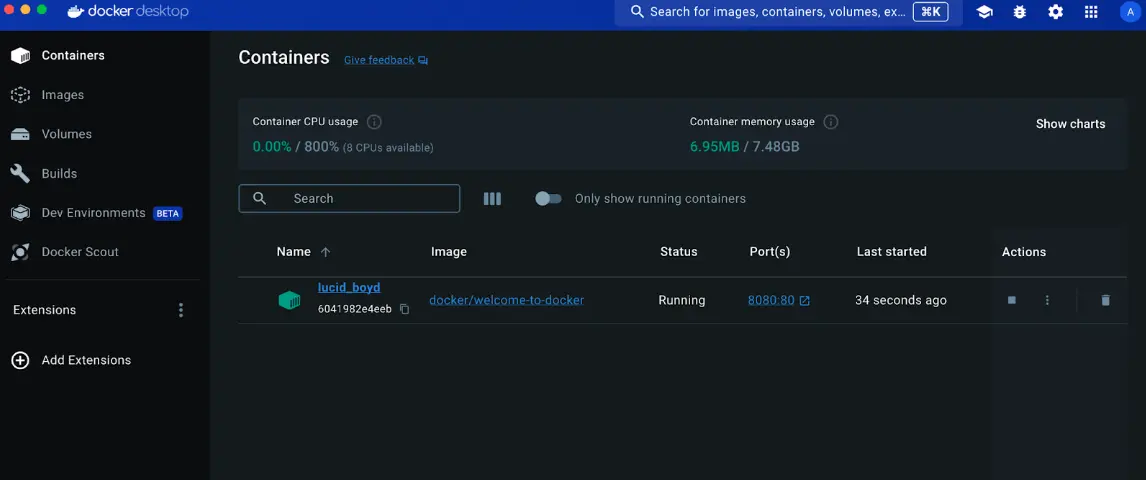 docker desktop
Search for images, containers, volumes, ex... ⌘K
A
Containers
Images
Volumes
Builds
Dev Environments BETA
Docker Scout
Extensions
Add Extensions
Containers Give feedback
Container CPU usage
0.00% / 800% (8 CPUs available)
Container memory usage
6.95MB / 7.48GB
Show charts
Search
Only show running containers
Name Image Status Port(s) Last started Actions
lucid_boyd
6041982e4eeb
docker/welcome-to-docker Running 8080:80 34 seconds ago